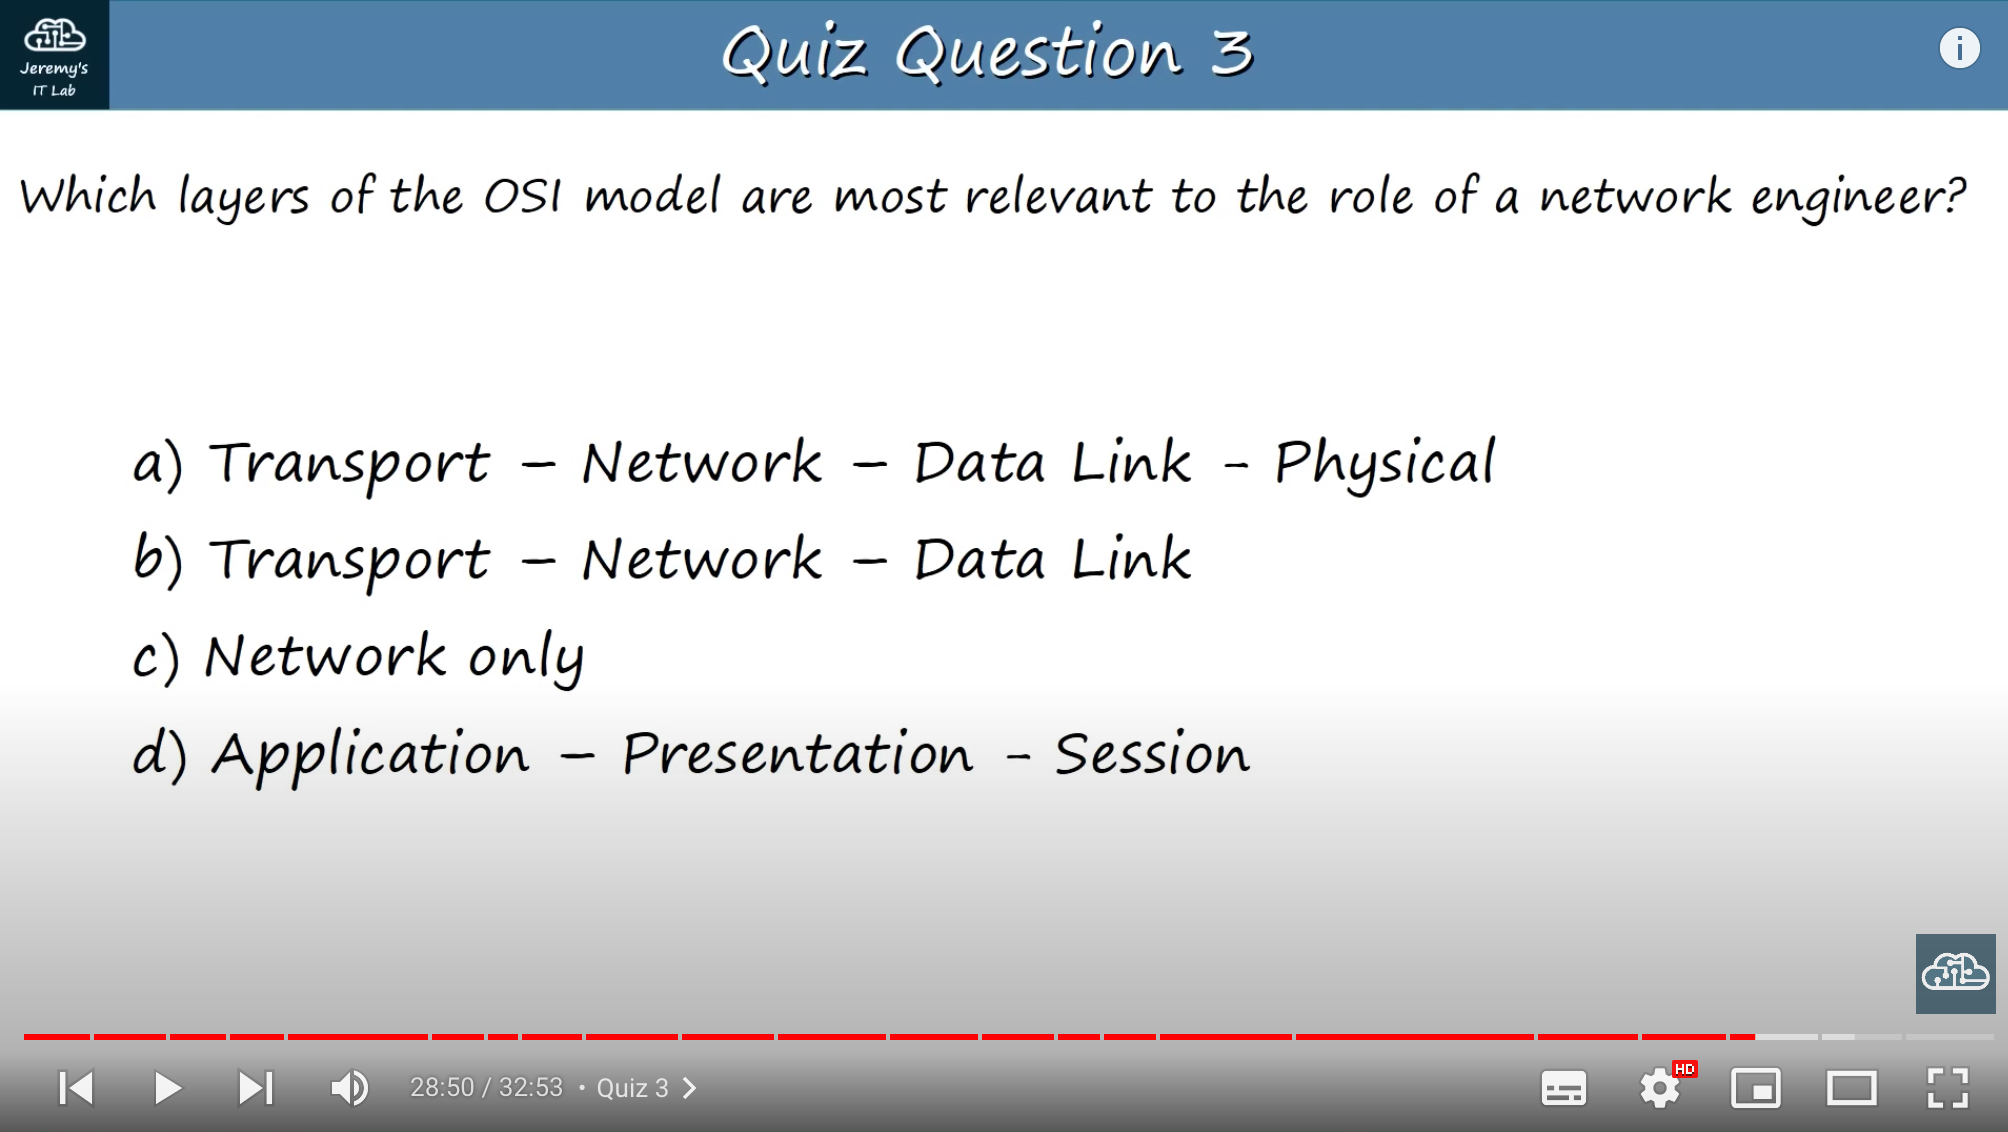 Jeremy's
IT Lab
Quiz Question 3
Which layers of the OSI model are most relevant to the role of a network engineer?
a) Transport – Network – Data Link - Physical
b) Transport – Network – Data Link
c) Network only
d) Application – Presentation - Session
28:50 / 32:53 • Quiz 3
HD